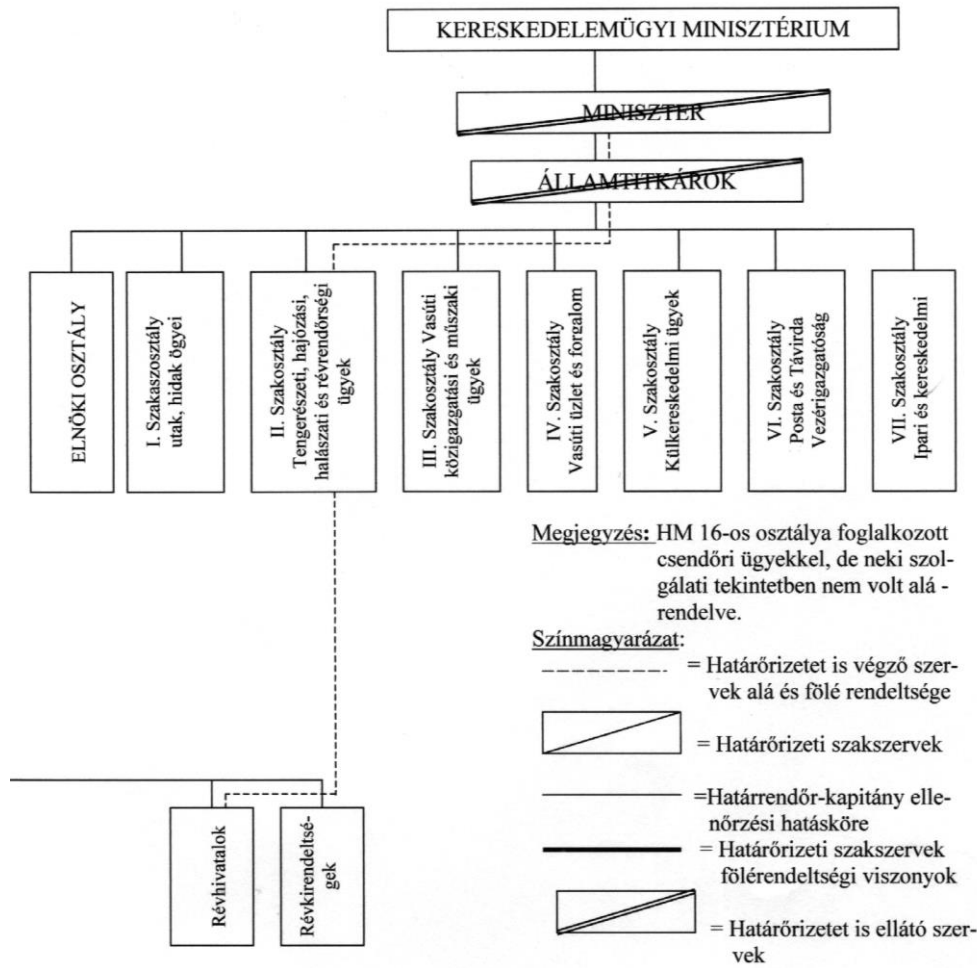 KERESKEDELEMÜGYI MINISZTÉRIUM
MINISZTER
ÁLLAMTITKÁROK
ELNÖKI OSZTÁLY
I. Szakaszosztály
utak, hidak ögyei
II. Szakosztály
Tengerészeti, hajózási,
halászati és révrendőrségi
ügyek
III. Szakosztály Vasúti
közigazgatási és műszaki
ügyek
IV. Szakosztály
Vasúti üzlet és forgalom
V. Szakosztály
Külkereskedelmi ügyek
VI. Szakosztály
Posta és Távirda
Vezérigazgatóság
VII. Szakosztály
Ipari és kereskedelmi
Megjegyzés: HM 16-os osztálya foglalkozott
csendőri ügyekkel, de neki szol-
gálati tekintetben nem volt alá -
rendelve.
Színmagyarázat:
= Határőrizetet is végző szer-
vek alá és fölé rendeltsége
= Határőrizeti szakszervek
=Határrendőr-kapitány elle-
nőrzési hatásköre
= Határőrizeti szakszervek
fölérendeltségi viszonyok
= Határőrizetet is ellátó szer-
vek
Révhivatalok
Révkirendeltsé-
gek